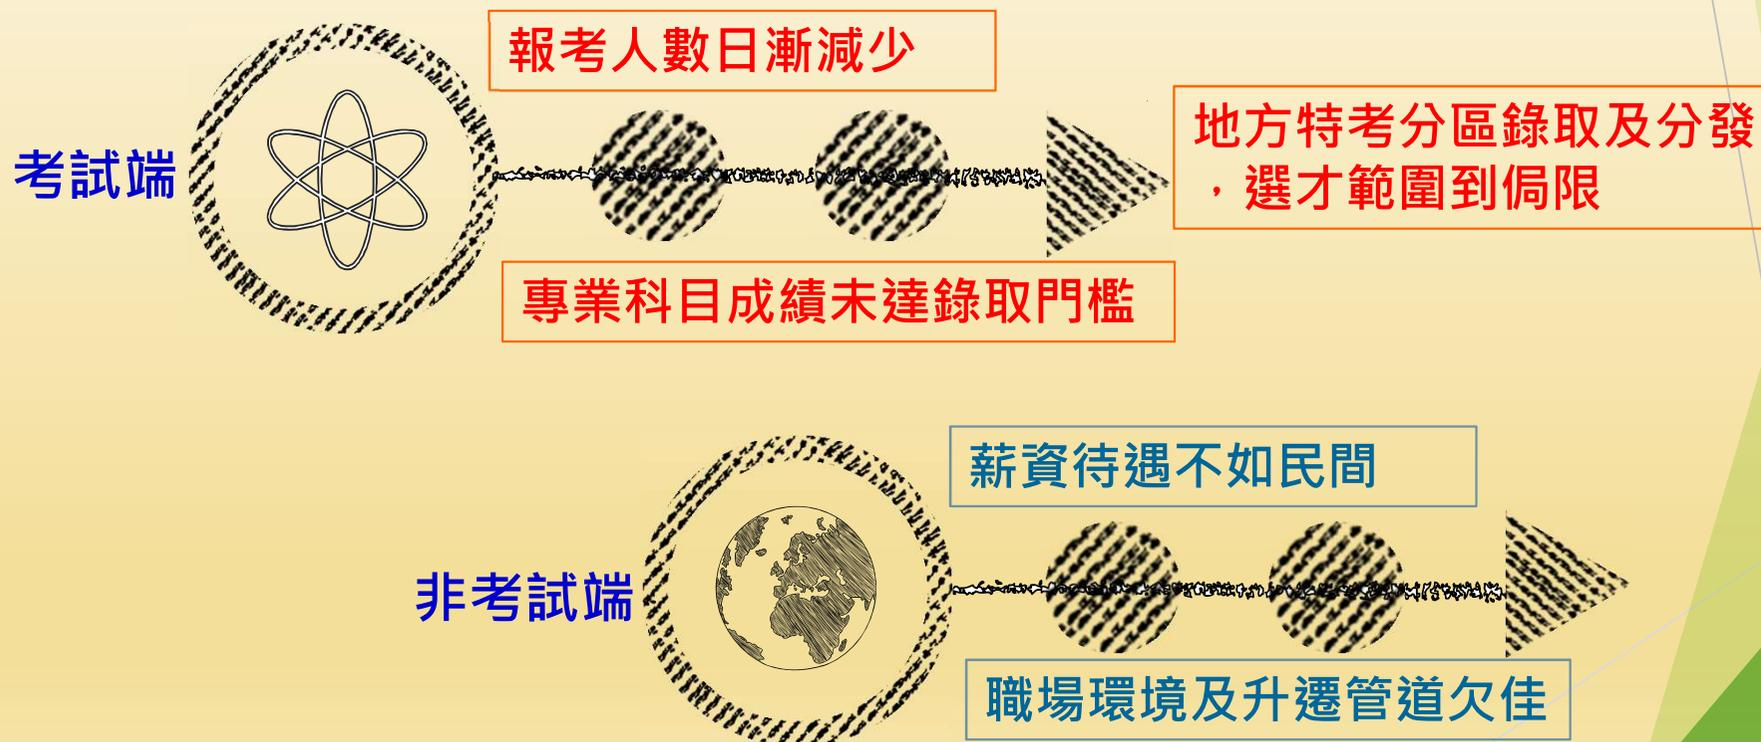 報考人數日漸減少
考試端
地方特考分區錄取及分發
，選才範圍到侷限
專業科目成績未達錄取門檻
薪資待遇不如民間
非考試端
職場環境及升遷管道欠佳